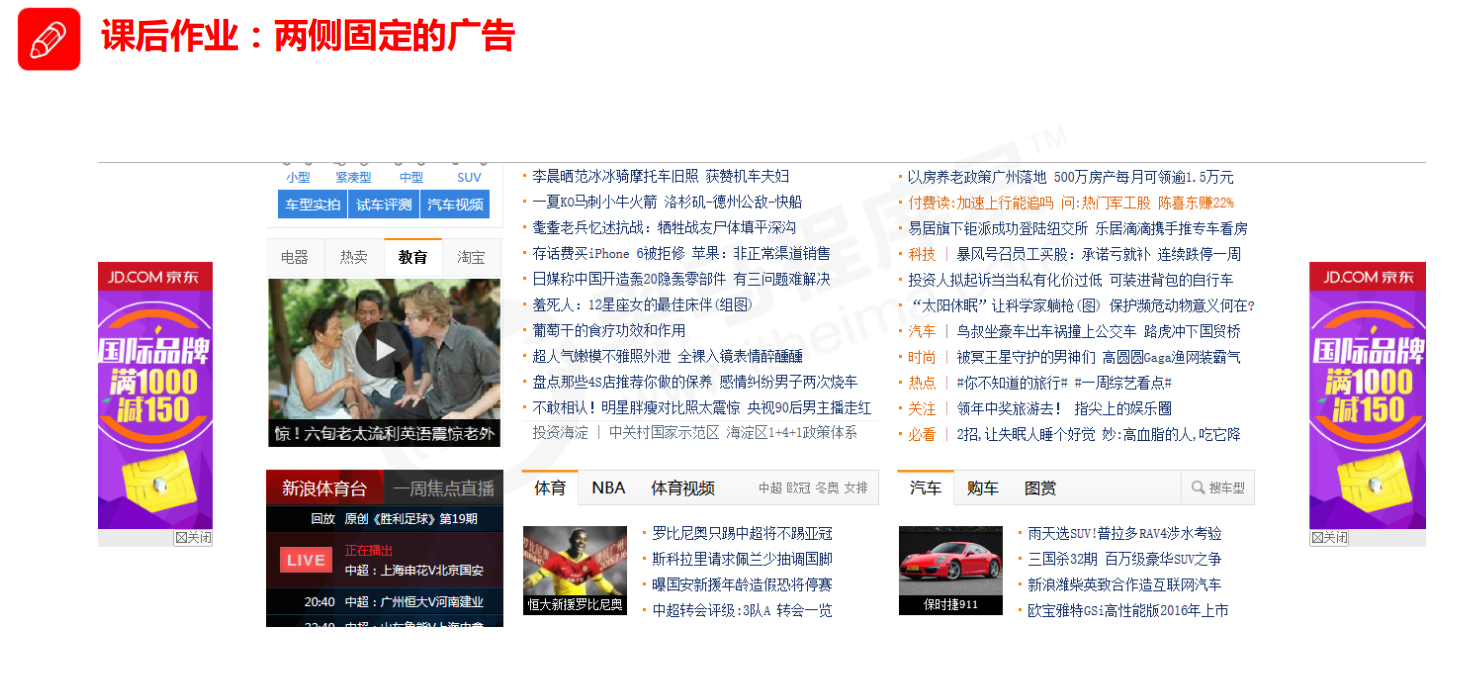 课后作业：两侧固定的广告
小型 紧凑型 中型 SUV
车型实拍 试车评测 汽车视频
电器 热卖 教育 淘宝
惊！六旬老太流利英语震惊老外
李晨晒范冰冰骑摩托车旧照 获赞机车夫妇
一夏KO马刺小牛火箭 洛杉矶-德州公敌-快船
耄耋老兵忆述抗战：牺牲战友尸体填平深沟
存话费买iPhone 6被拒修 苹果：非正常渠道销售
日媒称中国开造轰20隐轰零部件 有三问题难解决
羞死人：12星座女的最佳床伴(组图)
葡萄干的食疗功效和作用
超人气嫩模不雅照外泄 全裸入镜表情醉醺醺
盘点那些4S店推荐你做的保养 感情纠纷男子两次烧车
不敢相认！明星胖瘦对比照太震惊 央视90后男主播走红
投资海淀 | 中关村国家示范区 海淀区1+4+1政策体系
以房养老政策广州落地 500万房产每月可领逾1.5万元
付费读:加速上行能追吗 问:热门军工股 陈喜东赚22%
易居旗下钜派成功登陆纽交所 乐居滴滴携手推专车看房
科技 | 暴风号召员工买股：承诺亏就补 连续跌停一周
投资人拟起诉当当私有化价过低 可装进背包的自行车
“太阳休眠”让科学家躺枪(图) 保护濒危动物意义何在?
汽车 | 鸟叔坐豪车出车祸撞上公交车 路虎冲下国贸桥
时尚 | 被冥王星守护的男神们 高圆圆Gaga渔网装霸气
热点 | #你不知道的旅行# #一周综艺看点#
关注 | 领年中奖旅游去！ 指尖上的娱乐圈
必看 | 2招,让失眠人睡个好觉 妙:高血脂的人,吃它降
JD.COM 京东
国际品牌
满1000
减150
关闭
JD.COM 京东
国际品牌
满1000
减150
关闭
新浪体育台 一周焦点直播
回放 原创《胜利足球》第19期
LIVE
正在播出
中超：上海申花V北京国安
20:40 中超：广州恒大V河南建业
体育 NBA 体育视频 中超 欧冠 冬奥 女排
恒大新援罗比尼奥
罗比尼奥只踢中超将不踢亚冠
斯科拉里请求佩兰少抽调国脚
曝国安新援年龄造假恐将停赛
中超转会评级:3队A 转会一览
汽车 购车 图赏 搜车型
保时捷911
雨天选SUV!普拉多RAV4涉水考验
三国杀32期 百万级豪华SUV之争
新浪潍柴英致合作造互联网汽车
欧宝雅特GSi高性能版2016年上市